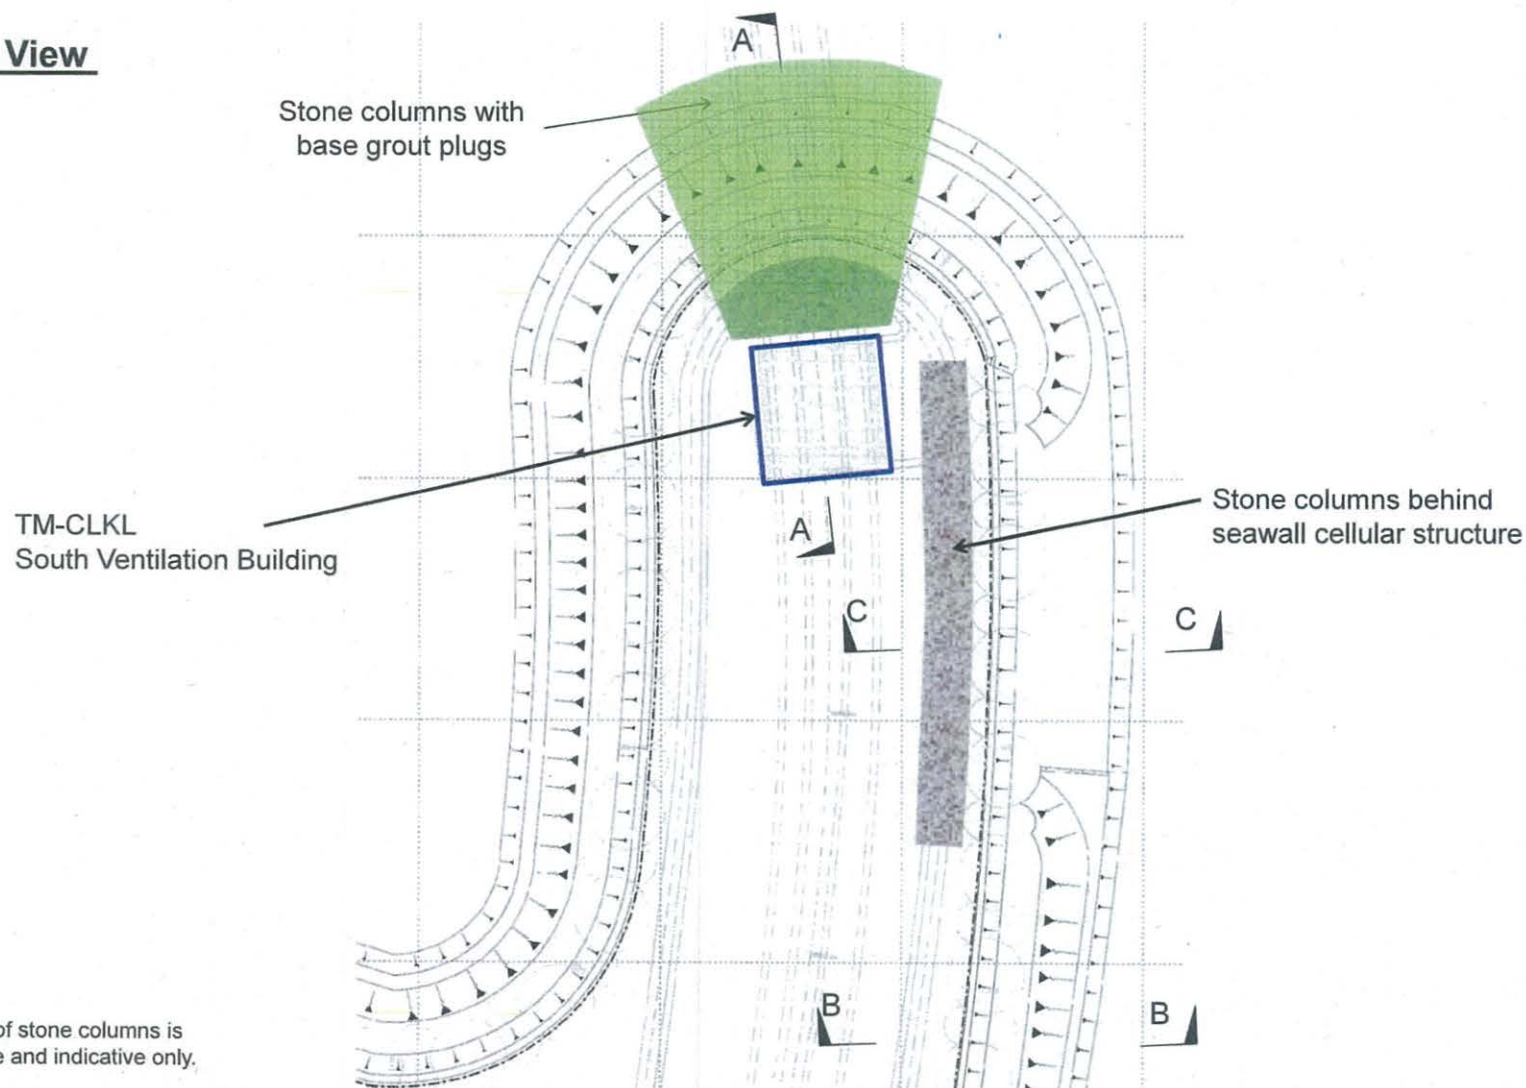 View
A
Stone columns with
base grout plugs
TM-CLKL
South Ventilation Building
A
Stone columns behind
seawall cellular structure
C
C
B
B
of stone columns is
e and indicative only.